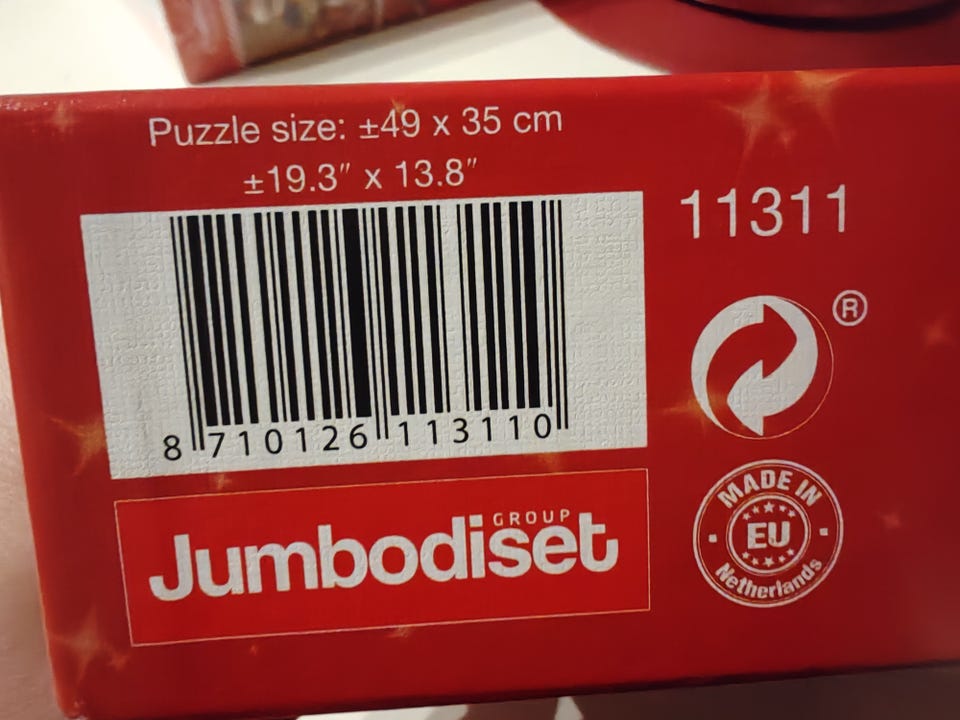 Puzzle size: ±49 x 35 cm
±19.3″ x 13.8″
11311
®
8 710126 113110
GROUP
Jumbodiset
MADE IN
EU
Netherlands